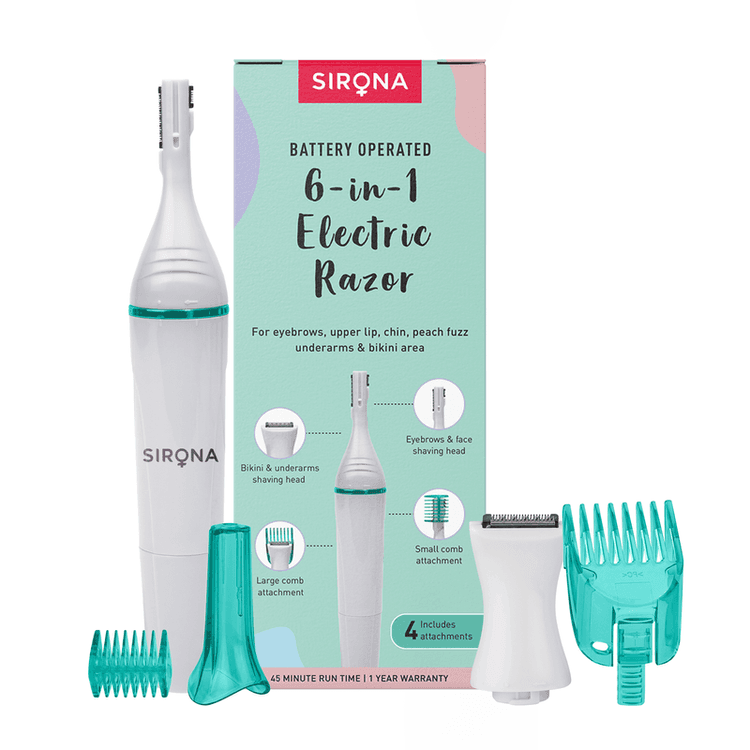 SIRONA
BATTERY OPERATED
6-in-1
Electric
Razor
For eyebrows, upper lip, chin, peach fuzz
underarms & bikini area
Bikini & underarms
shaving head
Eyebrows & face
shaving head
Large comb
attachment
Small comb
attachment
4 Includes
attachments
45 MINUTE RUN TIME | 1 YEAR WARRANTY
SIRONA